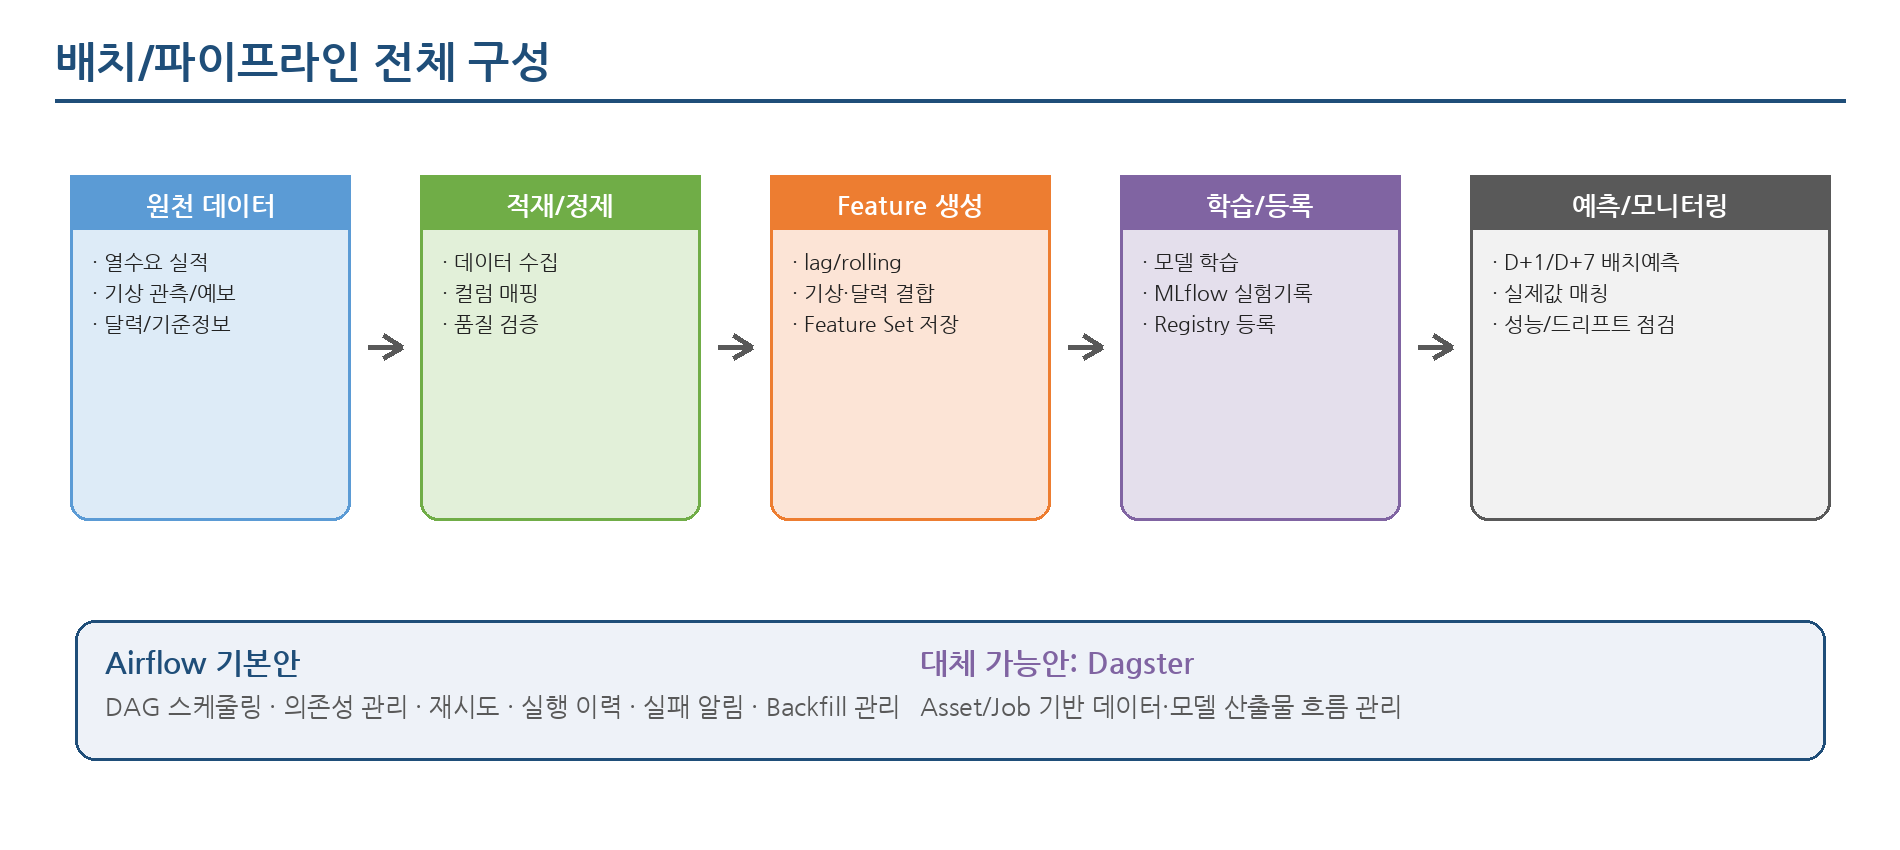 배치/파이프라인 전체 구성
원천 데이터
· 열수요 실적
· 기상 관측/예보
· 달력/기준정보
적재/정제
· 데이터 수집
· 컬럼 매핑
· 품질 검증
Feature 생성
· lag/rolling
· 기상·달력 결합
· Feature Set 저장
학습/등록
· 모델 학습
· MLflow 실험기록
· Registry 등록
예측/모니터링
· D+1/D+7 배치예측
· 실제값 매칭
· 성능/드리프트 점검
Airflow 기본안
DAG 스케줄링 · 의존성 관리 · 재시도 · 실행 이력 · 실패 알림 · Backfill 관리
대체 가능안: Dagster
Asset/Job 기반 데이터·모델 산출물 흐름 관리